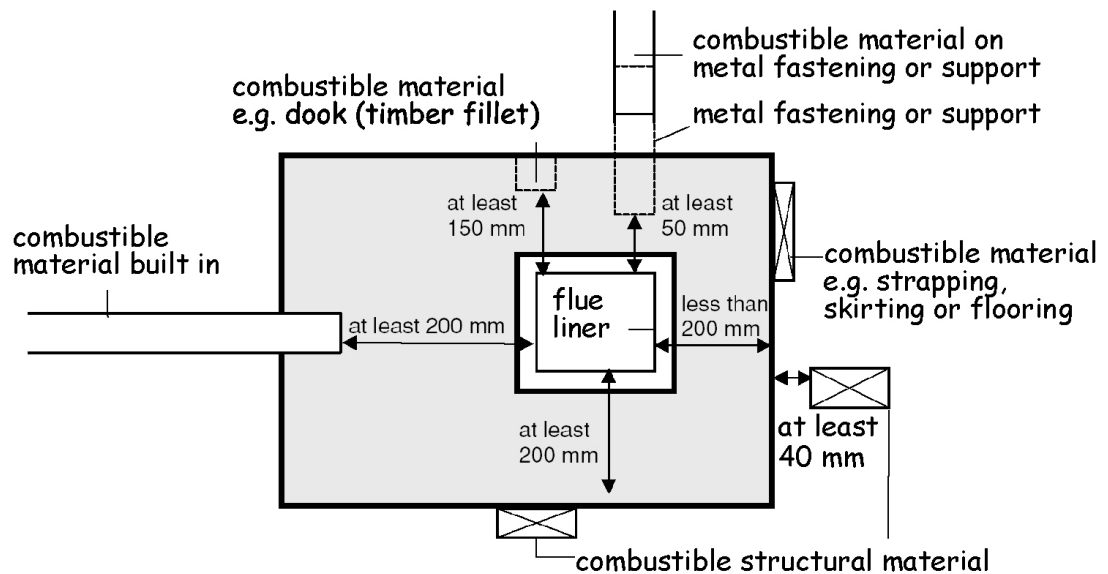 combustible material on
metal fastening or support
combustible material
e.g. dook (timber fillet)
metal fastening or support
at least
150 mm
at least
50 mm
combustible
material built in
combustible material
e.g. strapping,
skirting or flooring
flue
liner
at least 200 mm
less than
200 mm
at least
200 mm
at least
40 mm
combustible structural material